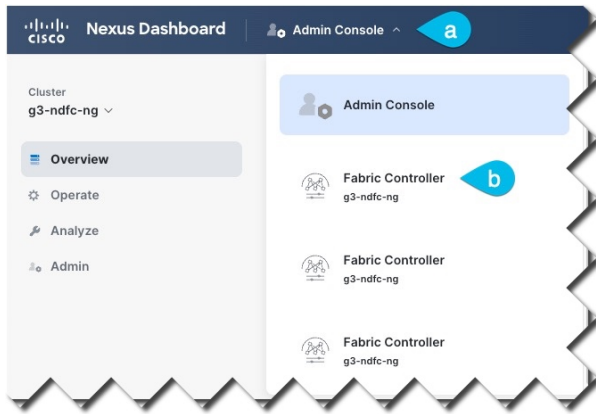 CISCO Nexus Dashboard Admin Console a
Cluster
g3-ndfc-ng
Overview
Operate
Analyze
Admin
Admin Console
Fabric Controller b
g3-ndfc-ng
Fabric Controller
g3-ndfc-ng
Fabric Controller
g3-ndfc-ng